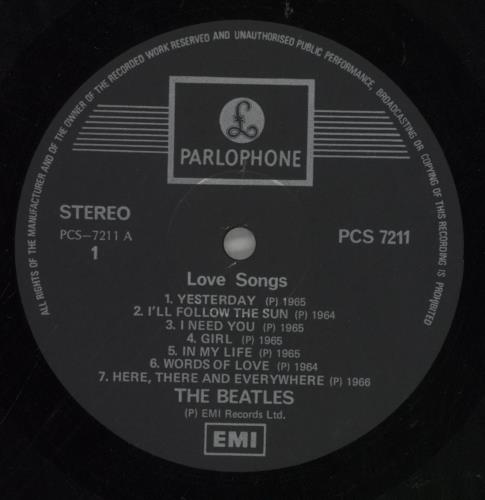 ALL RIGHTS OF THE MANUFACTURER AND OF THE OWNER OF THE RECORDED WORK RESERVED AND UNAUTHORISED PUBLIC PERFORMANCE, BROADCASTING OR COPYING OF THIS RECORDING IS PROHIBITED
£
PARLOPHONE
STEREO
PCS-7211 A
1
PCS 7211
Love Songs
1. YESTERDAY (P) 1965
2. I'LL FOLLOW THE SUN (P) 1964
3. I NEED YOU (P) 1965
4. GIRL (P) 1965
5. IN MY LIFE (P) 1965
6. WORDS OF LOVE (P) 1964
7. HERE, THERE AND EVERYWHERE (P) 1966
THE BEATLES
(P) EMI Records Ltd.
EMI